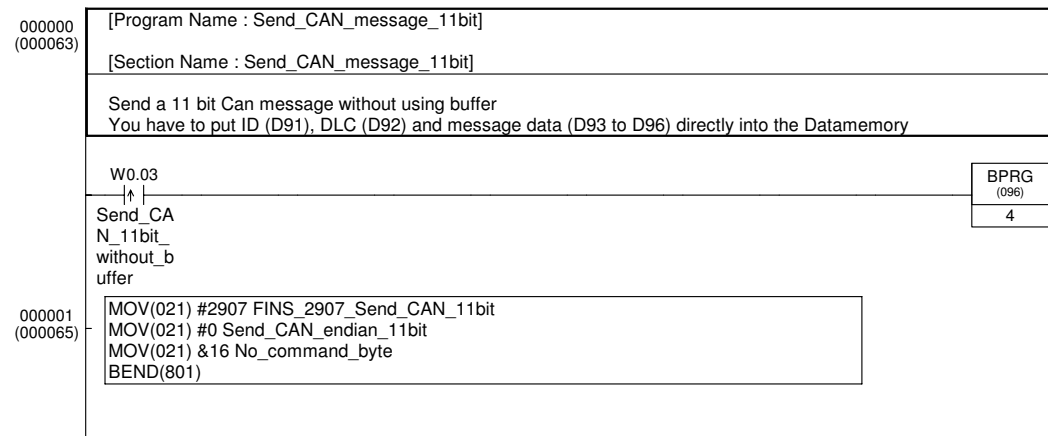 000000
(000063)
[Program Name : Send_CAN_message_11bit]
[Section Name : Send_CAN_message_11bit]
Send a 11 bit Can message without using buffer
You have to put ID (D91), DLC (D92) and message data (D93 to D96) directly into the Datamemory
W0.03
Send_CA
N_11bit_
without_b
uffer
BPRG
(096)
4
000001
(000065)
MOV(021) #2907 FINS_2907_Send_CAN_11bit
MOV(021) #0 Send_CAN_endian_11bit
MOV(021) &16 No_command_byte
BEND(801)